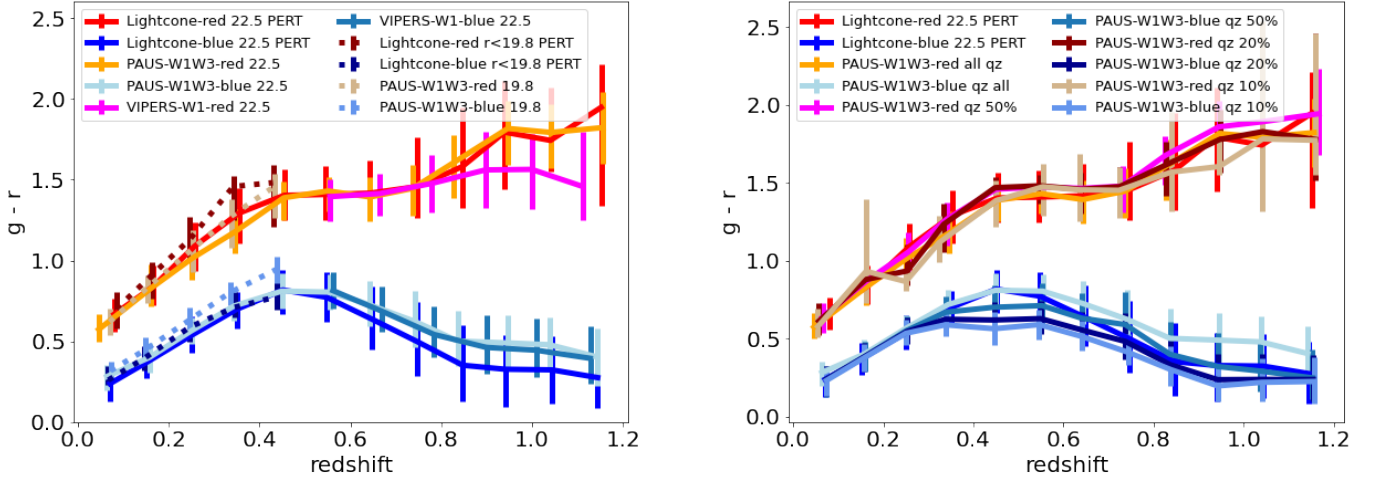 2.5
2.0
1.5
1.0
0.5
0.0
g - r
0.0 0.2 0.4 0.6 0.8 1.0 1.2
redshift
Lightcone-red 22.5 PERT
Lightcone-blue 22.5 PERT
PAUS-W1W3-red 22.5
PAUS-W1W3-blue 22.5
VIPERS-W1-red 22.5
VIPERS-W1-blue 22.5
Lightcone-red r<19.8 PERT
Lightcone-blue r<19.8 PERT
PAUS-W1W3-red 19.8
PAUS-W1W3-blue 19.8
2.5
2.0
1.5
1.0
0.5
0.0
g - r
0.0 0.2 0.4 0.6 0.8 1.0 1.2
redshift
Lightcone-red 22.5 PERT
Lightcone-blue 22.5 PERT
PAUS-W1W3-red all qz
PAUS-W1W3-blue qz all
PAUS-W1W3-red qz 50%
PAUS-W1W3-blue qz 50%
PAUS-W1W3-red qz 20%
PAUS-W1W3-blue qz 20%
PAUS-W1W3-red qz 10%
PAUS-W1W3-blue qz 10%